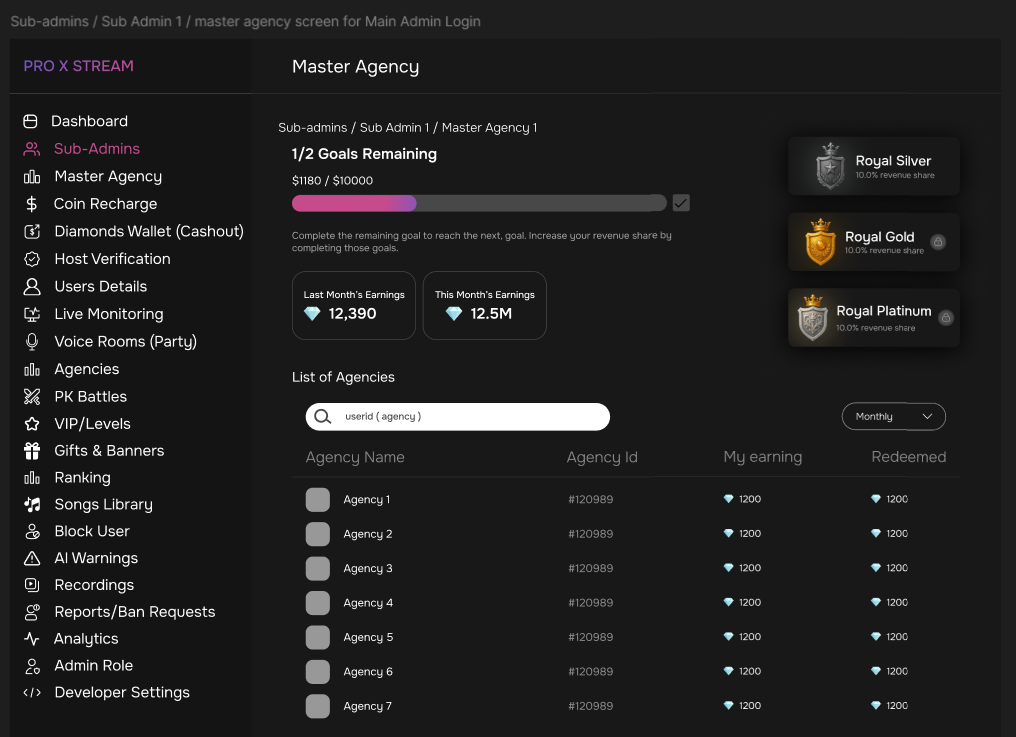 Sub-admins / Sub Admin 1 / master agency screen for Main Admin Login
PRO X STREAM
Master Agency
Dashboard
Sub-Admins
Master Agency
Coin Recharge
Diamonds Wallet (Cashout)
Host Verification
Users Details
Live Monitoring
Voice Rooms (Party)
Agencies
PK Battles
VIP/Levels
Gifts & Banners
Ranking
Songs Library
Block User
AI Warnings
Recordings
Reports/Ban Requests
Analytics
Admin Role
Developer Settings
Sub-admins / Sub Admin 1 / Master Agency 1
1/2 Goals Remaining
$1180 / $10000
Complete the remaining goal to reach the next, goal. Increase your revenue share by
completing those goals.
Last Month's Earnings
12,390
This Month's Earnings
12.5M
Royal Silver
10.0% revenue share
Royal Gold
10.0% revenue share
Royal Platinum
10.0% revenue share
List of Agencies
userid ( agency )
Monthly
Agency Name Agency Id My earning Redeemed
Agency 1 #120989 1200 1200
Agency 2 #120989 1200 1200
Agency 3 #120989 1200 1200
Agency 4 #120989 1200 1200
Agency 5 #120989 1200 1200
Agency 6 #120989 1200 1200
Agency 7 #120989 1200 1200